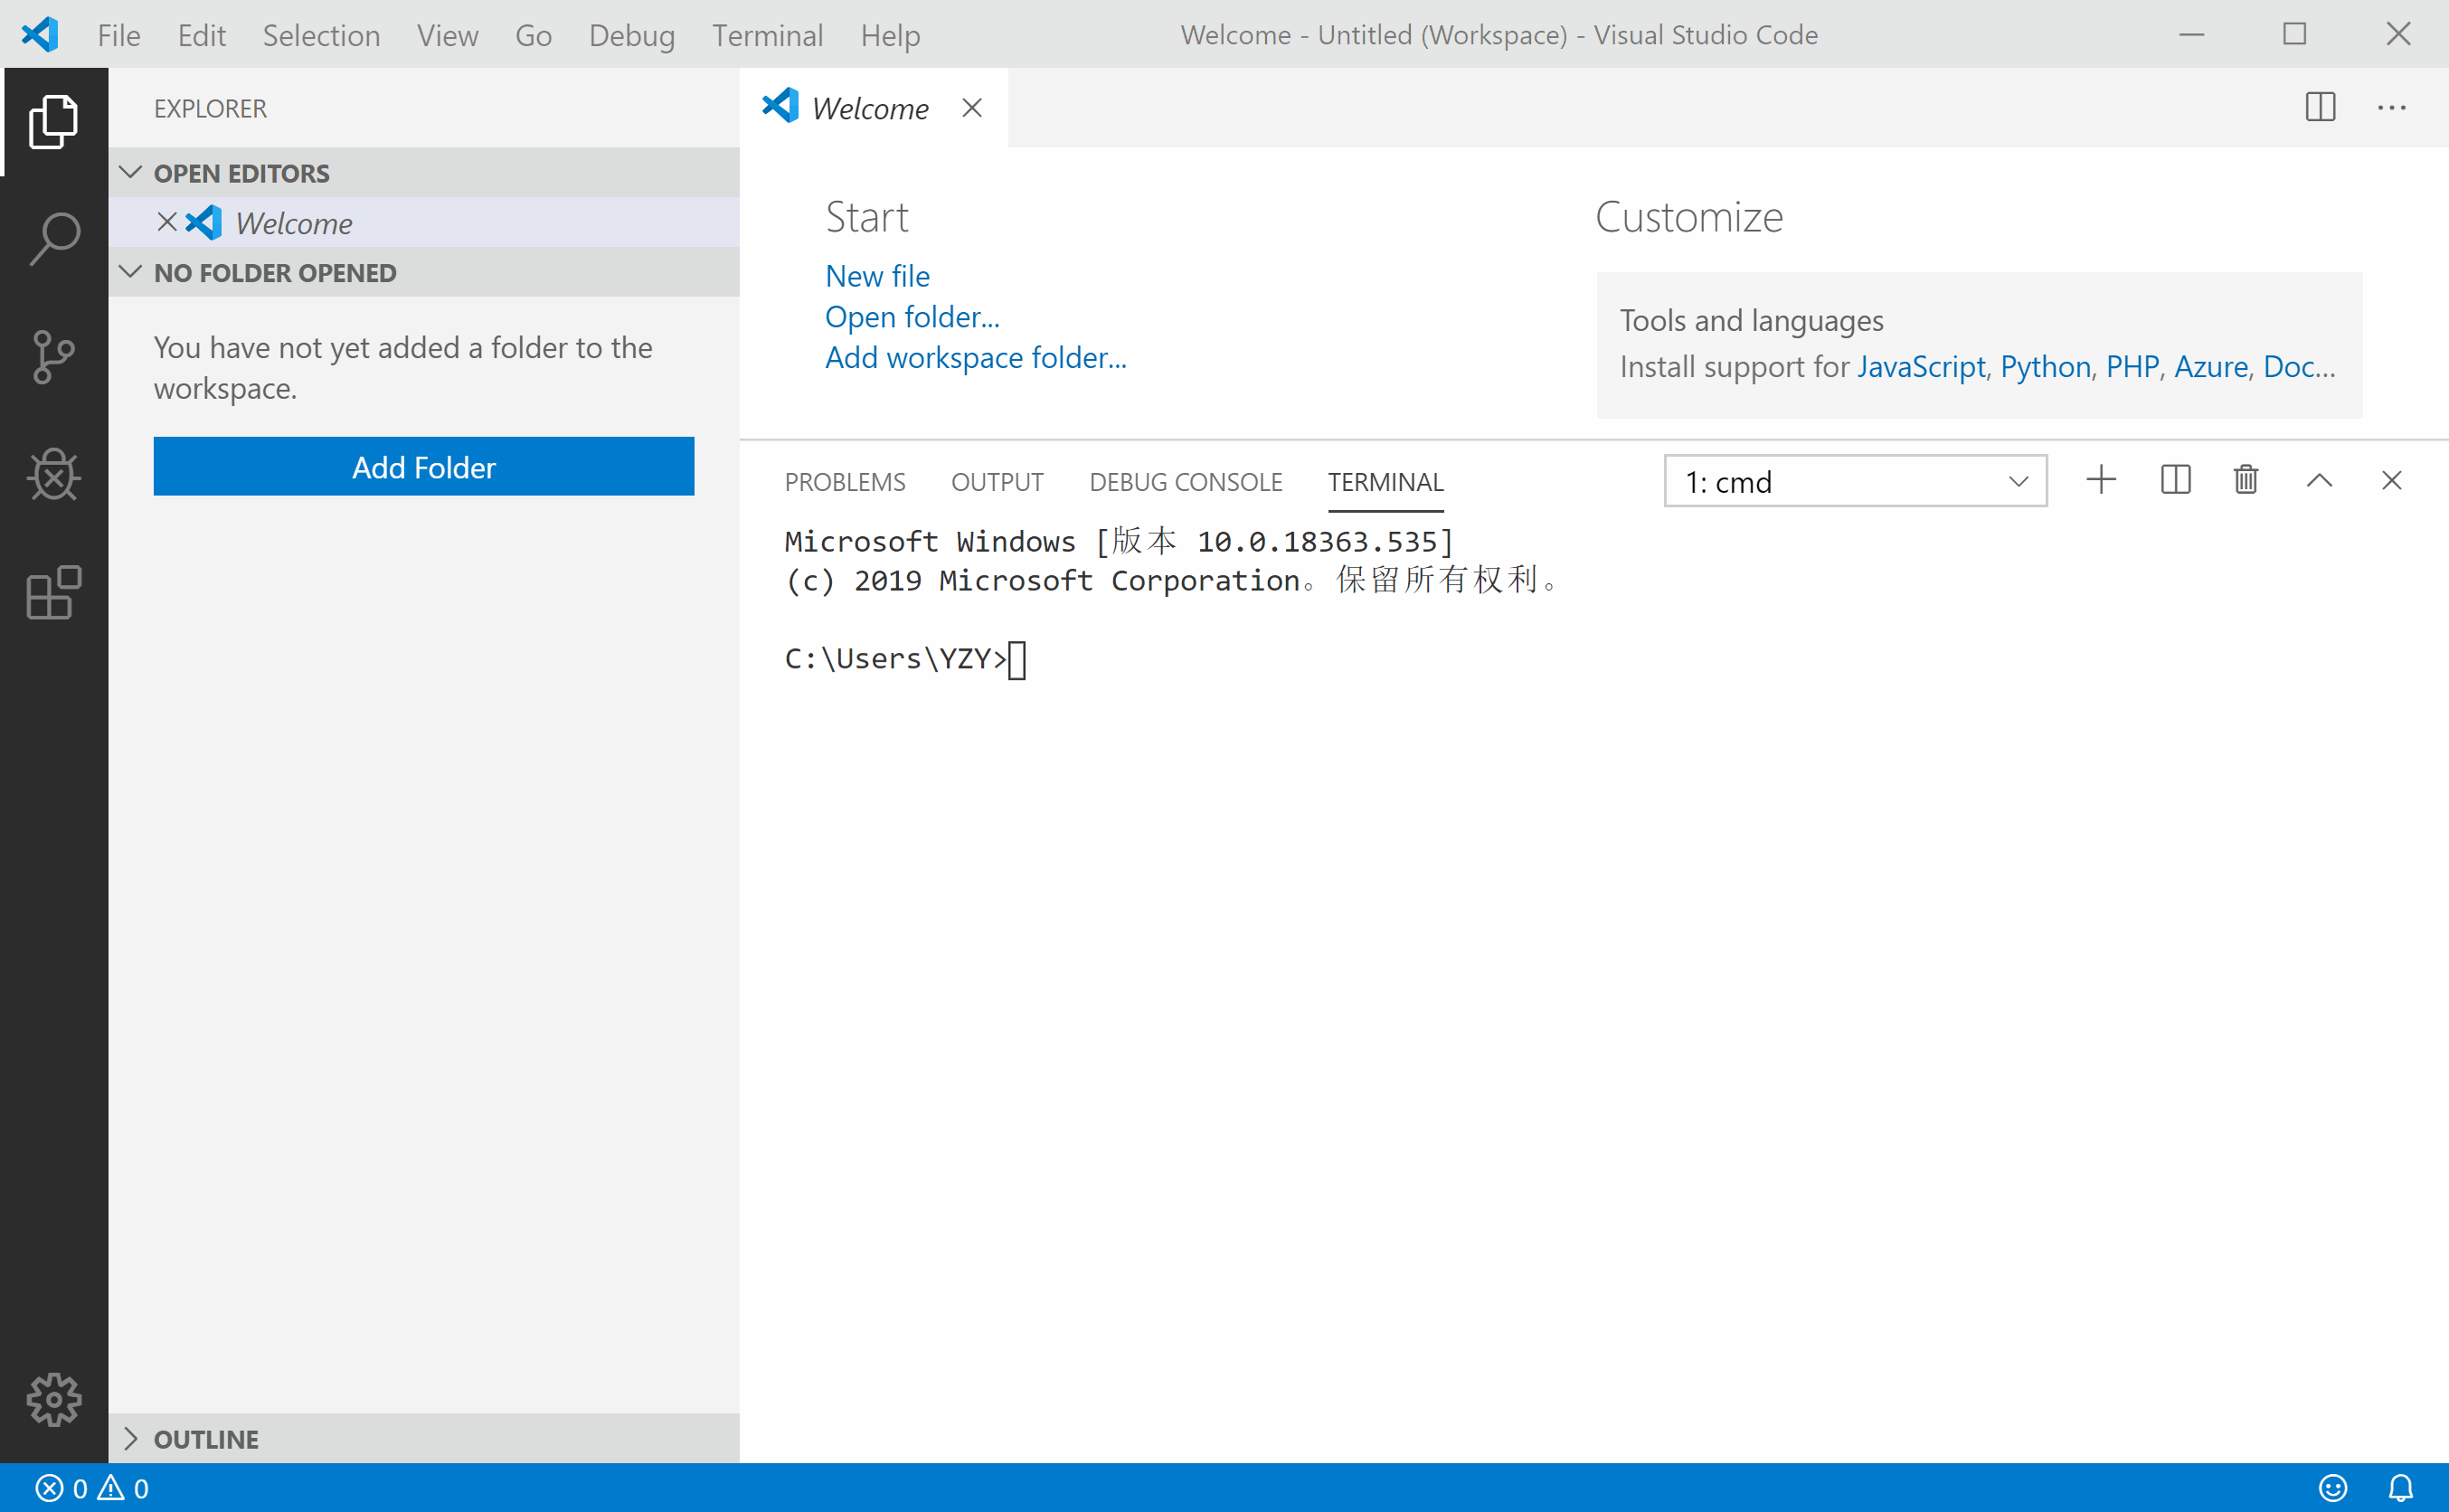 File Edit Selection View Go Debug Terminal Help Welcome - Untitled (Workspace) - Visual Studio Code
EXPLORER
OPEN EDITORS
Welcome
NO FOLDER OPENED
You have not yet added a folder to the
workspace.
Add Folder
OUTLINE
Welcome
Start
New file
Open folder...
Add workspace folder...
Customize
Tools and languages
Install support for JavaScript, Python, PHP, Azure, Doc...
PROBLEMS OUTPUT DEBUG CONSOLE TERMINAL 1: cmd
Microsoft Windows [版本 10.0.18363.535]
(c) 2019 Microsoft Corporation。保留所有权利。
C:\Users\YZY>
0 0